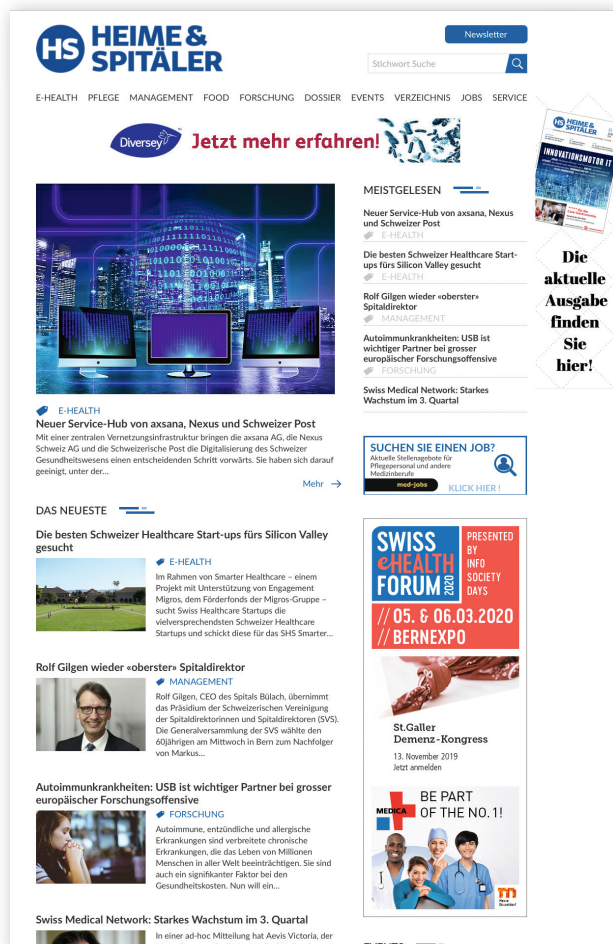 HS HEIME &
SPITÄLER
Newsletter
Stichwort Suche
E-HEALTH PFLEGE MANAGEMENT FOOD FORSCHUNG DOSSIER EVENTS VERZEICHNIS JOBS SERVICE
Diversey Jetzt mehr erfahren!
HS HEIME &
SPITÄLER
INNOVATIONSMOTOR IT
Die
aktuelle
Ausgabe
finden
Sie
hier!
E-HEALTH
Neuer Service-Hub von axsana, Nexus und Schweizer Post
Mit einer zentralen Vernetzungsinfrastruktur bringen die axsana AG, die Nexus
Schweiz AG und die Schweizerische Post die Digitalisierung des Schweizer
Gesundheitswesens einen entscheidenden Schritt vorwärts. Sie haben sich darauf
geeinigt, unter der...
Mehr
DAS NEUESTE
Die besten Schweizer Healthcare Start-ups fürs Silicon Valley
gesucht
E-HEALTH
Im Rahmen von Smarter Healthcare – einem
Projekt mit Unterstützung von Engagement
Migros, dem Förderfonds der Migros-Gruppe –
sucht Swiss Healthcare Startups die
vielversprechendsten Schweizer Healthcare
Startups und schickt diese für das SHS Smarter...
Rolf Gilgen wieder «oberster» Spitaldirektor
MANAGEMENT
Rolf Gilgen, CEO des Spitals Bülach, übernimmt
das Präsidium der Schweizerischen Vereinigung
der Spitaldirektorinnen und Spitaldirektoren (SVS).
Die Generalversammlung der SVS wählte den
60jährigen am Mittwoch in Bern zum Nachfolger
von Markus...
Autoimmunkrankheiten: USB ist wichtiger Partner bei grosser
europäischer Forschungsoffensive
FORSCHUNG
Autoimmune, entzündliche und allergische
Erkrankungen sind verbreitete chronische
Erkrankungen, die das Leben von Millionen
Menschen in aller Welt beeinträchtigen. Sie sind
auch ein signifikanter Faktor bei den
Gesundheitskosten. Nun will ein...
Swiss Medical Network: Starkes Wachstum im 3. Quartal
In einer ad-hoc Mitteilung hat Aevis Victoria, der
MEISTGELESEN
Neuer Service-Hub von axsana, Nexus
und Schweizer Post
E-HEALTH
Die besten Schweizer Healthcare Start-
ups fürs Silicon Valley gesucht
E-HEALTH
Rolf Gilgen wieder «oberster»
Spitaldirektor
MANAGEMENT
Autoimmunkrankheiten: USB ist
wichtiger Partner bei grosser
europäischer Forschungsoffensive
FORSCHUNG
Swiss Medical Network: Starkes
Wachstum im 3. Quartal
SUCHEN SIE EINEN JOB?
Aktuelle Stellenangebote für
Pflegepersonal und andere
Medizinberufe
med-jobs
KLICK HIER !
SWISS
eHEALTH
FORUM 2020
PRESENTED
BY
INFO
SOCIETY
DAYS
// 05. & 06.03.2020
// BERNEXPO
St.Galler
Demenz-Kongress
13. November 2019
Jetzt anmelden
MEDICA
BE PART
OF THE NO. 1!
Messe
Düsseldorf